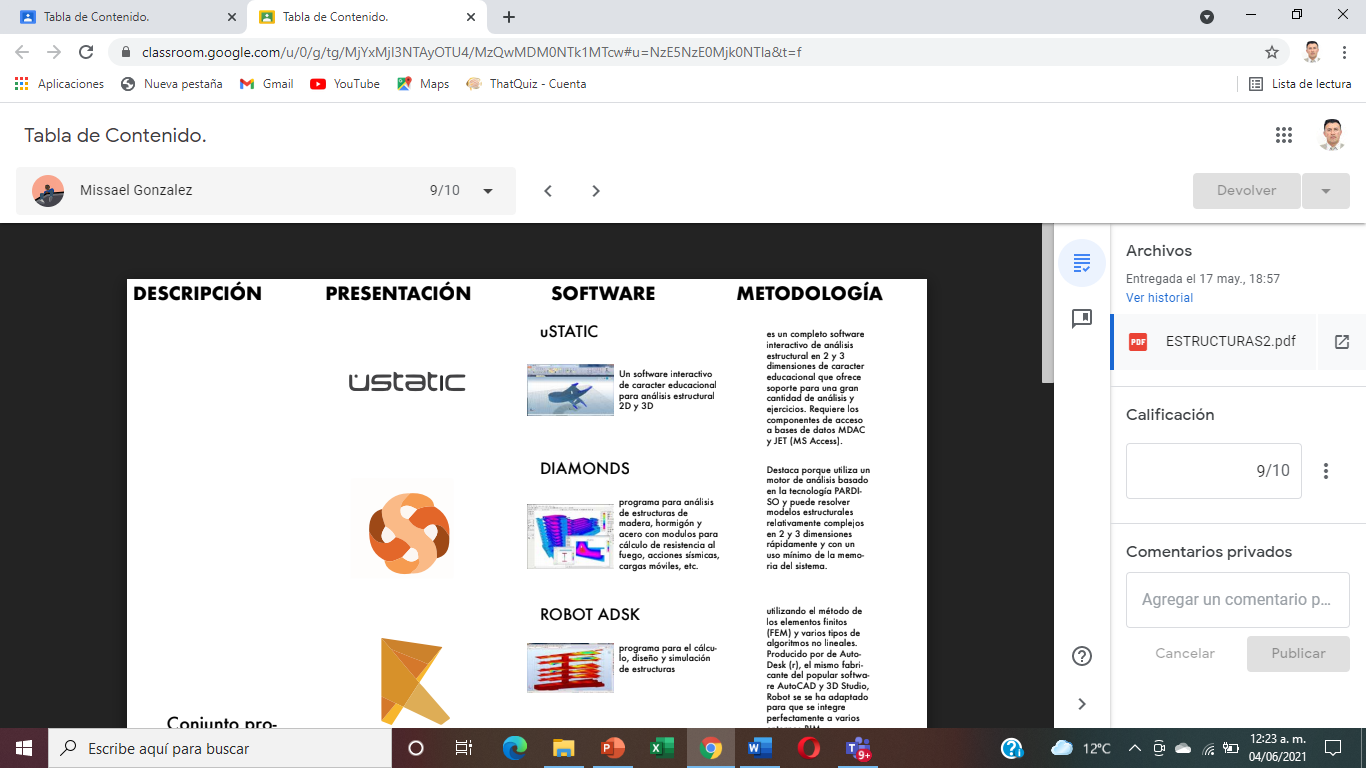 Tabla de Contenido.
Tabla de Contenido.
classroom.google.com/u/0/g/tg/MjYxMjI3NTAyOTU4/MzQwMDM0NTk1MTcw#u=NzE5NzE0Mjk0NTIa&t=f
Aplicaciones
Nueva pestaña
Gmail
YouTube
Maps
ThatQuiz - Cuenta
Lista de lectura
Tabla de Contenido.
Missael Gonzalez
9/10
Devolver
DESCRIPCIÓN
PRESENTACIÓN
SOFTWARE
METODOLOGÍA
uSTATIC
ustatic
Un software interactivo
de caracter educacional
para análisis estructural
2D y 3D
es un completo software
interactivo de análisis
estructural en 2 y 3
dimensiones de caracter
educacional que ofrece
soporte para una gran
cantidad de análisis y
ejercicios. Requiere los
componentes de acceso
a bases de datos MDAC
y JET (MS Access).
DIAMONDS
programa para análisis
de estructuras de
madera, hormigón y
acero con modulos para
cálculo de resistencia al
fuego, acciones sísmicas,
cargas móviles, etc.
Destaca porque utiliza un
motor de análisis basado
en la tecnología PARDI-
SO y puede resolver
modelos estructurales
relativamente complejos
en 2 y 3 dimensiones
rápidamente y con un
uso mínimo de la memo-
ria del sistema.
ROBOT ADSK
programa para el cálcu-
lo, diseño y simulación
de estructuras
utilizando el método de
los elementos finitos
(FEM) y varios tipos de
algoritmos no lineales.
Producido por de Auto-
Desk (r), el mismo fabri-
cante del popular softwa-
re AutoCAD y 3D Studio,
Robot se se ha adaptado
para que se integre
perfectamente a varios
Conjunto pro-
Archivos
Entregada el 17 may., 18:57
Ver historial
PDF
ESTRUCTURAS2.pdf
Calificación
9/10
Comentarios privados
Agregar un comentario p...
Cancelar
Publicar
Escribe aquí para buscar
9+
12°C
12:23 a. m.
04/06/2021